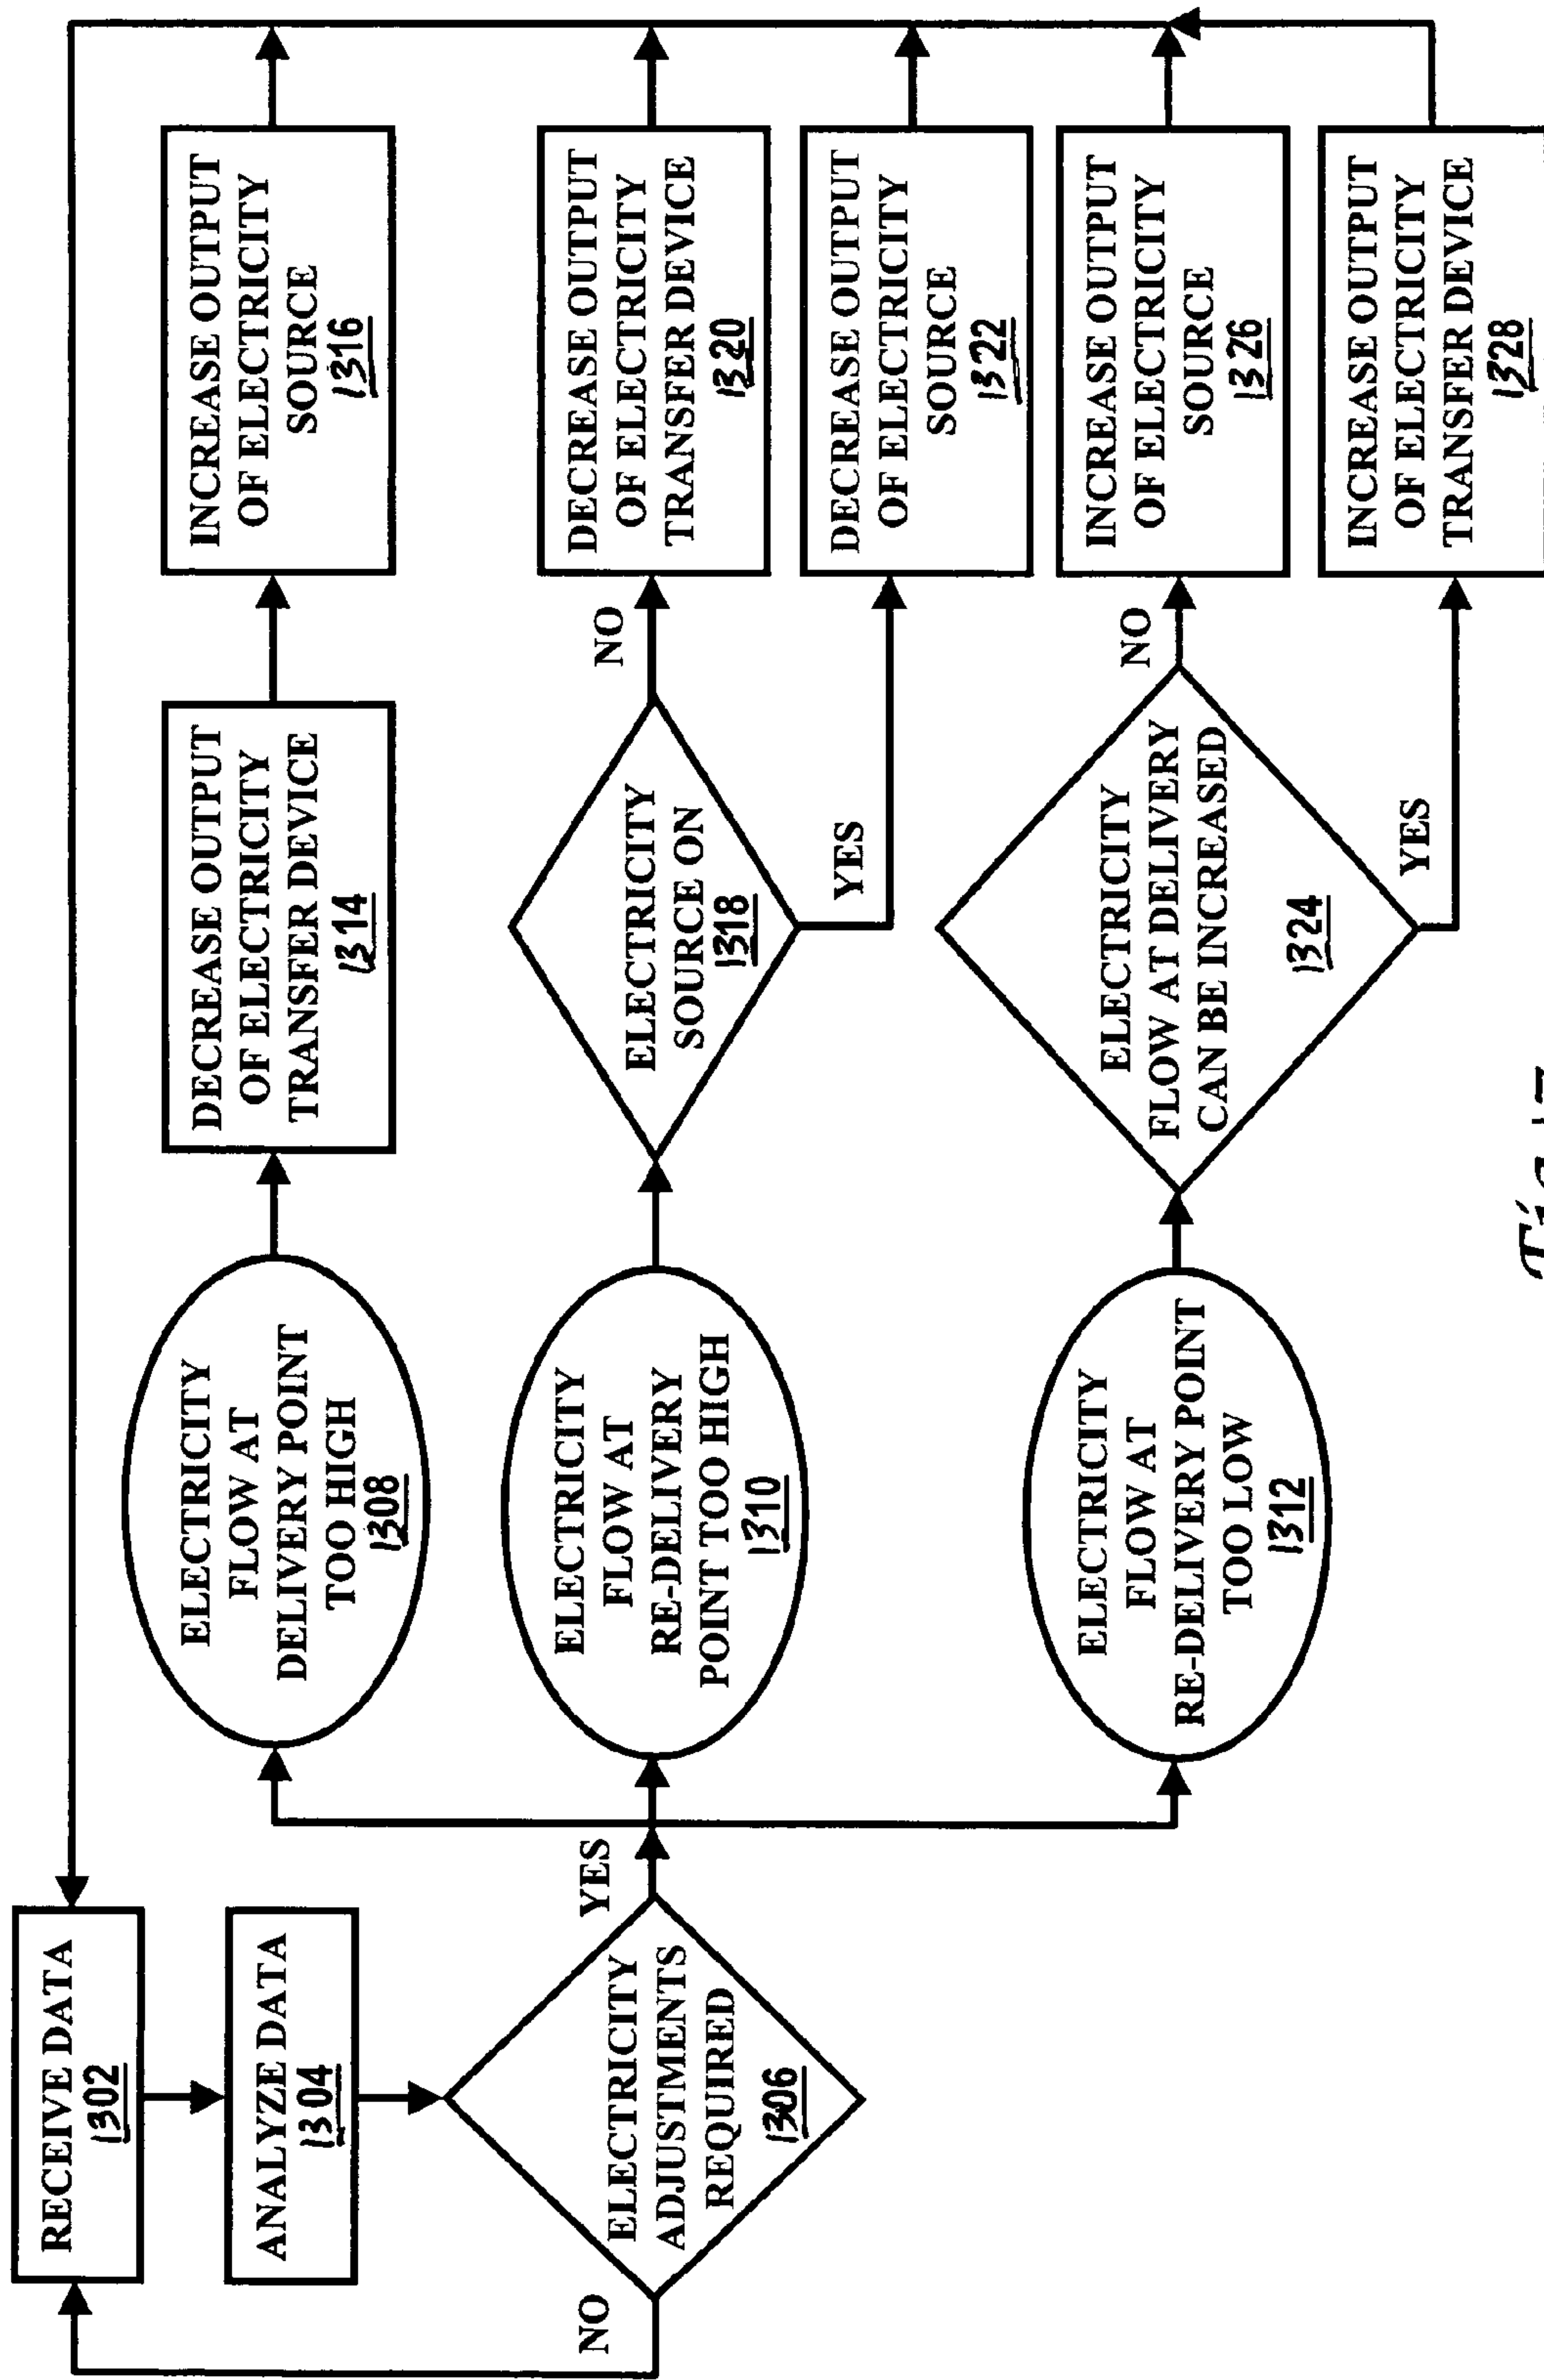 RECEIVE DATA
1302
ANALYZE DATA
1304
ELECTRICITY
ADJUSTMENTS
REQUIRED
1306
NO
YES
ELECTRICITY
FLOW AT
DELIVERY POINT
TOO HIGH
1308
DECREASE OUTPUT
OF ELECTRICITY
TRANSFER DEVICE
1314
INCREASE OUTPUT
OF ELECTRICITY
SOURCE
1316
ELECTRICITY
FLOW AT
RE-DELIVERY
POINT TOO HIGH
1310
ELECTRICITY
SOURCE ON
1318
NO
YES
DECREASE OUTPUT
OF ELECTRICITY
TRANSFER DEVICE
1320
DECREASE OUTPUT
OF ELECTRICITY
SOURCE
1322
ELECTRICITY
FLOW AT
RE-DELIVERY POINT
TOO LOW
1312
ELECTRICITY
FLOW AT DELIVERY
CAN BE INCREASED
1324
NO
YES
INCREASE OUTPUT
OF ELECTRICITY
SOURCE
1326
INCREASE OUTPUT
OF ELECTRICITY
TRANSFER DEVICE
1328